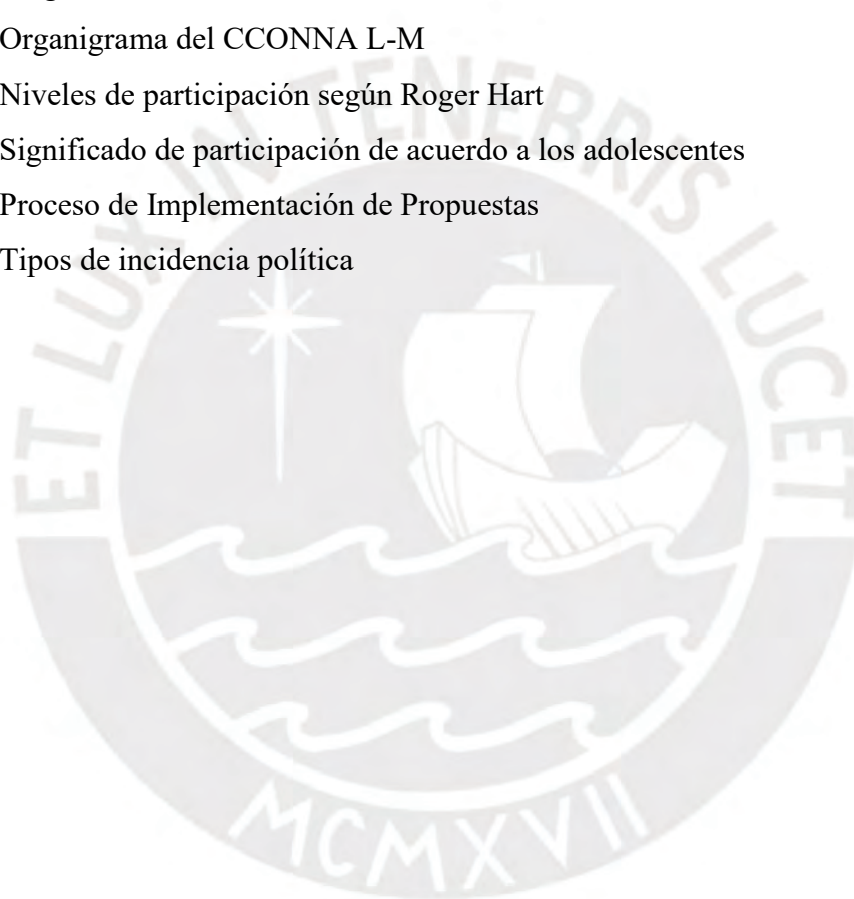 Organigrama del CCONNA L-M
Niveles de participación según Roger Hart
Significado de participación de acuerdo a los adolescentes
Proceso de Implementación de Propuestas
Tipos de incidencia política
ET LUX IN TENEBRIS LUCET
MCMXVII